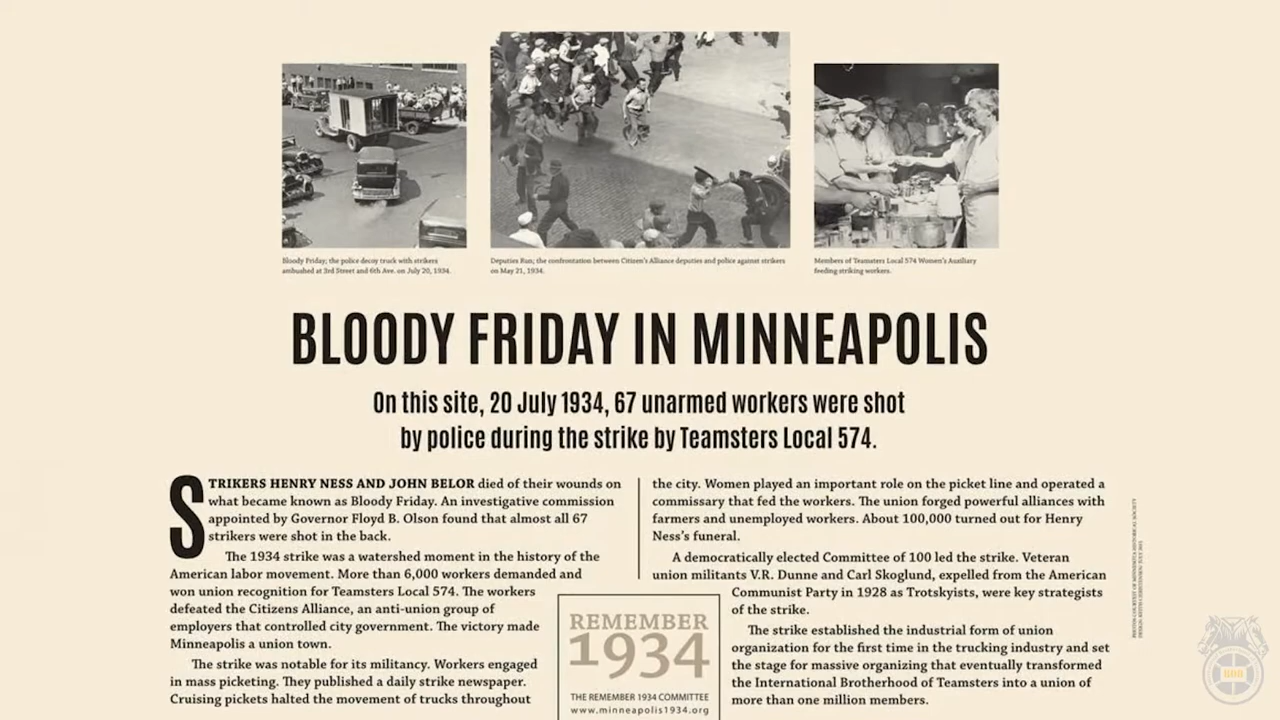 Bloody Friday; the police decoy truck with strikers
ambushed at 3rd Street and 6th Ave. on July 20, 1934.
Deputies Run; the confrontation between Citizen's Alliance deputies and police against strikers
on May 21, 1934.
Members of Teamsters Local 574 Women's Auxiliary
feeding striking workers.
BLOODY FRIDAY IN MINNEAPOLIS
On this site, 20 July 1934, 67 unarmed workers were shot
by police during the strike by Teamsters Local 574.
STRIKERS HENRY NESS AND JOHN BELOR died of their wounds on
what became known as Bloody Friday. An investigative commission
appointed by Governor Floyd B. Olson found that almost all 67
strikers were shot in the back.
The 1934 strike was a watershed moment in the history of the
American labor movement. More than 6,000 workers demanded and
won union recognition for Teamsters Local 574. The workers
defeated the Citizens Alliance, an anti-union group of
employers that controlled city government. The victory made
Minneapolis a union town.
The strike was notable for its militancy. Workers engaged
in mass picketing. They published a daily strike newspaper.
Cruising pickets halted the movement of trucks throughout
the city. Women played an important role on the picket line and operated a
commissary that fed the workers. The union forged powerful alliances with
farmers and unemployed workers. About 100,000 turned out for Henry
Ness's funeral.
A democratically elected Committee of 100 led the strike. Veteran
union militants V.R. Dunne and Carl Skoglund, expelled from the American
Communist Party in 1928 as Trotskyists, were key strategists
of the strike.
The strike established the industrial form of union
organization for the first time in the trucking industry and set
the stage for massive organizing that eventually transformed
the International Brotherhood of Teamsters into a union of
more than one million members.
REMEMBER
1934
THE REMEMBER 1934 COMMITTEE
www.minneapolis1934.org